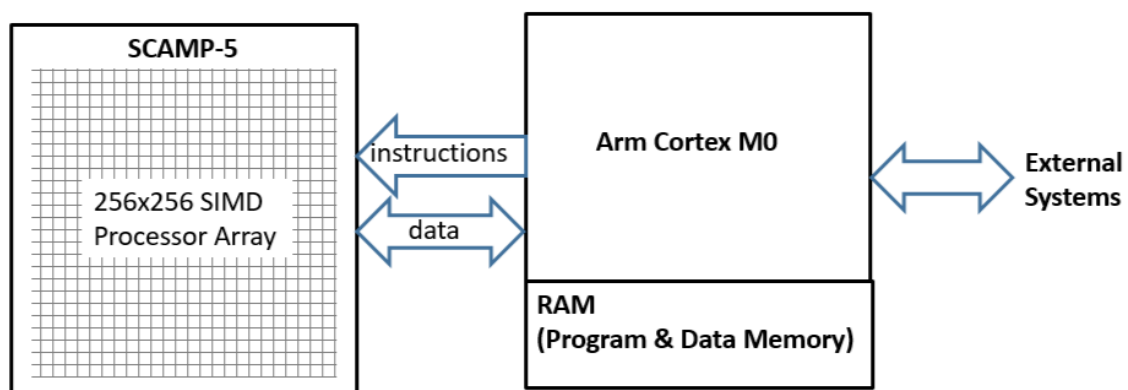 SCAMP-5
256x256 SIMD
Processor Array
instructions
data
Arm Cortex M0
RAM
(Program & Data Memory)
External
Systems